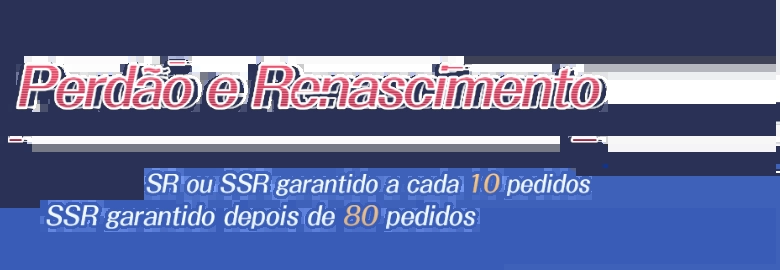 Perdão e Renascimento
SR ou SSR garantido a cada 10 pedidos
SSR garantido depois de 80 pedidos